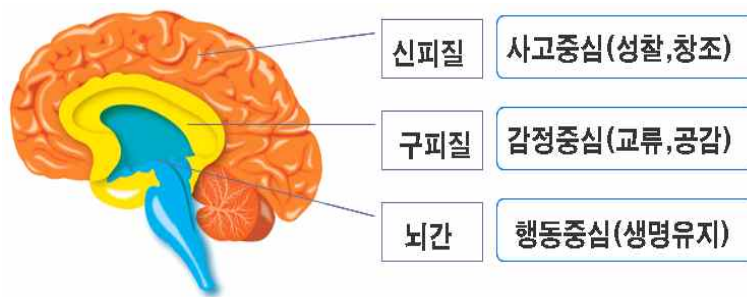 신피질 사고중심(성찰,창조)
구피질 감정중심(교류,공감)
뇌간 행동중심(생명유지)